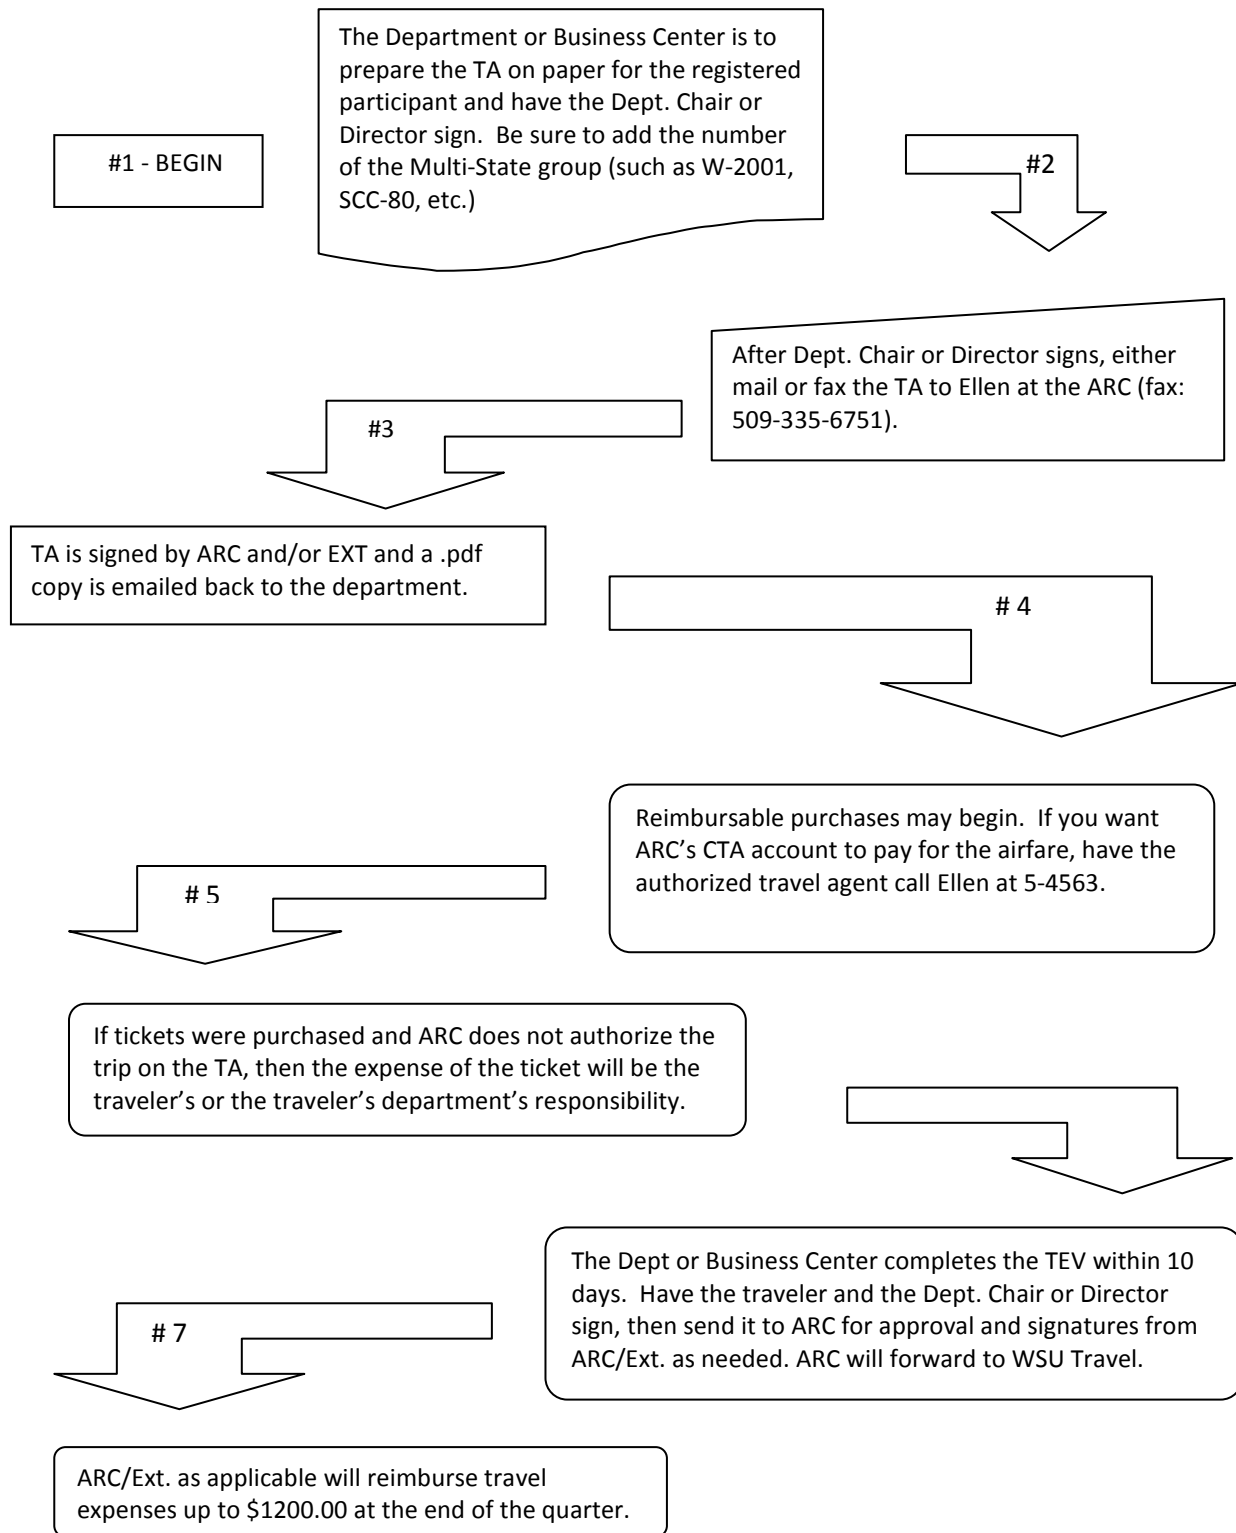 #1 - BEGIN
The Department or Business Center is to
prepare the TA on paper for the registered
participant and have the Dept. Chair or
Director sign.  Be sure to add the number
of the Multi-State group (such as W-2001,
SCC-80, etc.)
#2
After Dept. Chair or Director signs, either
mail or fax the TA to Ellen at the ARC (fax:
509-335-6751).
#3
TA is signed by ARC and/or EXT and a .pdf
copy is emailed back to the department.
# 4
Reimbursable purchases may begin.  If you want
ARC’s CTA account to pay for the airfare, have the
authorized travel agent call Ellen at 5-4563.
# 5
If tickets were purchased and ARC does not authorize the
trip on the TA, then the expense of the ticket will be the
traveler’s or the traveler’s department’s responsibility.
The Dept or Business Center completes the TEV within 10
days.  Have the traveler and the Dept. Chair or Director
sign, then send it to ARC for approval and signatures from
ARC/Ext. as needed. ARC will forward to WSU Travel.
# 7
ARC/Ext. as applicable will reimburse travel
expenses up to $1200.00 at the end of the quarter.